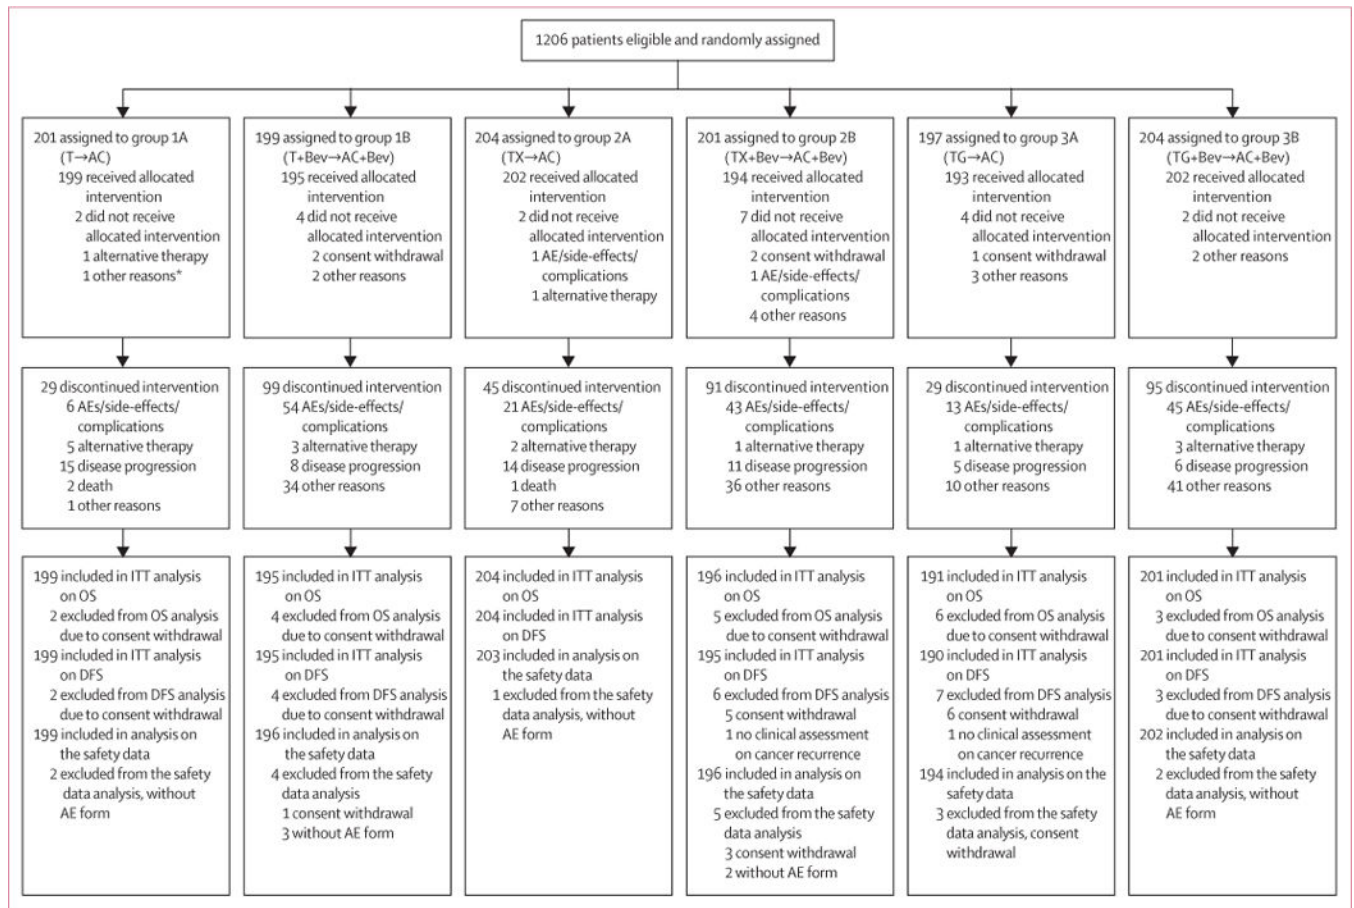 1206 patients eligible and randomly assigned
201 assigned to group 1A
(T→AC)
199 received allocated
intervention
2 did not receive
allocated intervention
1 alternative therapy
1 other reasons*
199 assigned to group 1B
(T+Bev→AC+Bev)
195 received allocated
intervention
4 did not receive
allocated intervention
2 consent withdrawal
2 other reasons
204 assigned to group 2A
(TX→AC)
202 received allocated
intervention
2 did not receive
allocated intervention
1 AE/side-effects/
complications
1 alternative therapy
201 assigned to group 2B
(TX+Bev→AC+Bev)
194 received allocated
intervention
7 did not receive
allocated intervention
2 consent withdrawal
1 AE/side-effects/
complications
4 other reasons
197 assigned to group 3A
(TG→AC)
193 received allocated
intervention
4 did not receive
allocated intervention
1 consent withdrawal
3 other reasons
204 assigned to group 3B
(TG+Bev→AC+Bev)
202 received allocated
intervention
2 did not receive
allocated intervention
2 other reasons
29 discontinued intervention
6 AEs/side-effects/
complications
5 alternative therapy
15 disease progression
2 death
1 other reasons
99 discontinued intervention
54 AEs/side-effects/
complications
3 alternative therapy
8 disease progression
34 other reasons
45 discontinued intervention
21 AEs/side-effects/
complications
2 alternative therapy
14 disease progression
1 death
7 other reasons
91 discontinued intervention
43 AEs/side-effects/
complications
1 alternative therapy
11 disease progression
36 other reasons
29 discontinued intervention
13 AEs/side-effects/
complications
1 alternative therapy
5 disease progression
10 other reasons
95 discontinued intervention
45 AEs/side-effects/
complications
3 alternative therapy
6 disease progression
41 other reasons
199 included in ITT analysis
on OS
2 excluded from OS analysis
due to consent withdrawal
199 included in ITT analysis
on DFS
2 excluded from DFS analysis
due to consent withdrawal
199 included in analysis on
the safety data
2 excluded from the safety
data analysis, without
AE form
195 included in ITT analysis
on OS
4 excluded from OS analysis
due to consent withdrawal
195 included in ITT analysis
on DFS
4 excluded from DFS analysis
due to consent withdrawal
196 included in analysis on
the safety data
4 excluded from the safety
data analysis
1 consent withdrawal
3 without AE form
204 included in ITT analysis
on OS
204 included in ITT analysis
on DFS
203 included in analysis on
the safety data
1 excluded from the safety
data analysis, without
AE form
196 included in ITT analysis
on OS
5 excluded from OS analysis
due to consent withdrawal
195 included in ITT analysis
on DFS
6 excluded from DFS analysis
5 consent withdrawal
1 no clinical assessment
on cancer recurrence
196 included in analysis on
the safety data
5 excluded from the safety
data analysis
3 consent withdrawal
2 without AE form
191 included in ITT analysis
on OS
6 excluded from OS analysis
due to consent withdrawal
190 included in ITT analysis
on DFS
7 excluded from DFS analysis
6 consent withdrawal
1 no clinical assessment
on cancer recurrence
194 included in analysis on the
safety data
3 excluded from the safety
data analysis, consent
withdrawal
201 included in ITT analysis
on OS
3 excluded from OS analysis
due to consent withdrawal
201 included in ITT analysis
on DFS
3 excluded from DFS analysis
due to consent withdrawal
202 included in analysis on
the safety data
2 excluded from the safety
data analysis, without
AE form